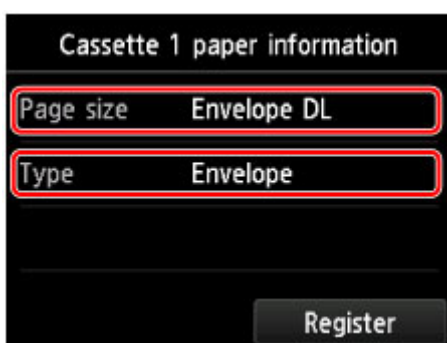 Cassette 1 paper information
Page size Envelope DL
Type Envelope
Register